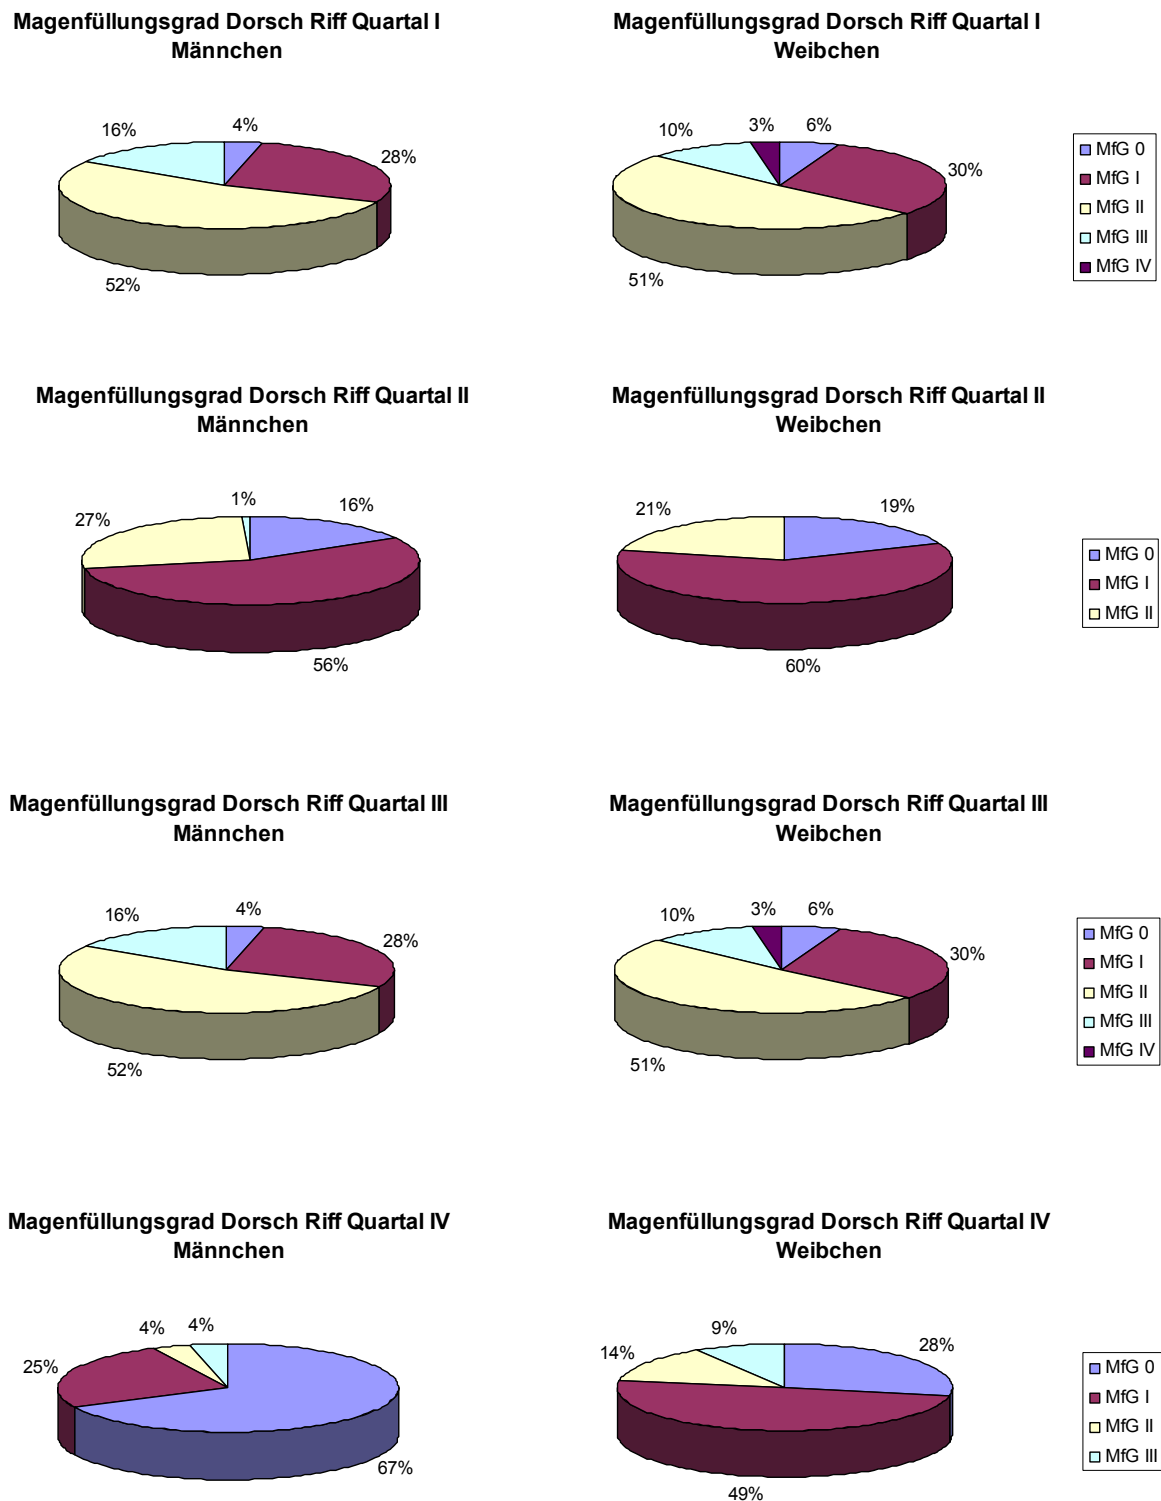 Magenfüllungsgrad Dorsch Riff Quartal I
Männchen
16%
4%
28%
52%
Magenfüllungsgrad Dorsch Riff Quartal I
Weibchen
10%
3%
6%
30%
51%
MfG 0
MfG I
MfG II
MfG III
MfG IV
Magenfüllungsgrad Dorsch Riff Quartal II
Männchen
27%
1%
16%
56%
Magenfüllungsgrad Dorsch Riff Quartal II
Weibchen
21%
19%
60%
MfG 0
MfG I
MfG II
Magenfüllungsgrad Dorsch Riff Quartal III
Männchen
16%
4%
28%
52%
Magenfüllungsgrad Dorsch Riff Quartal III
Weibchen
10%
3%
6%
30%
51%
MfG 0
MfG I
MfG II
MfG III
MfG IV
Magenfüllungsgrad Dorsch Riff Quartal IV
Männchen
25%
4%
4%
67%
Magenfüllungsgrad Dorsch Riff Quartal IV
Weibchen
14%
9%
28%
49%
MfG 0
MfG I
MfG II
MfG III